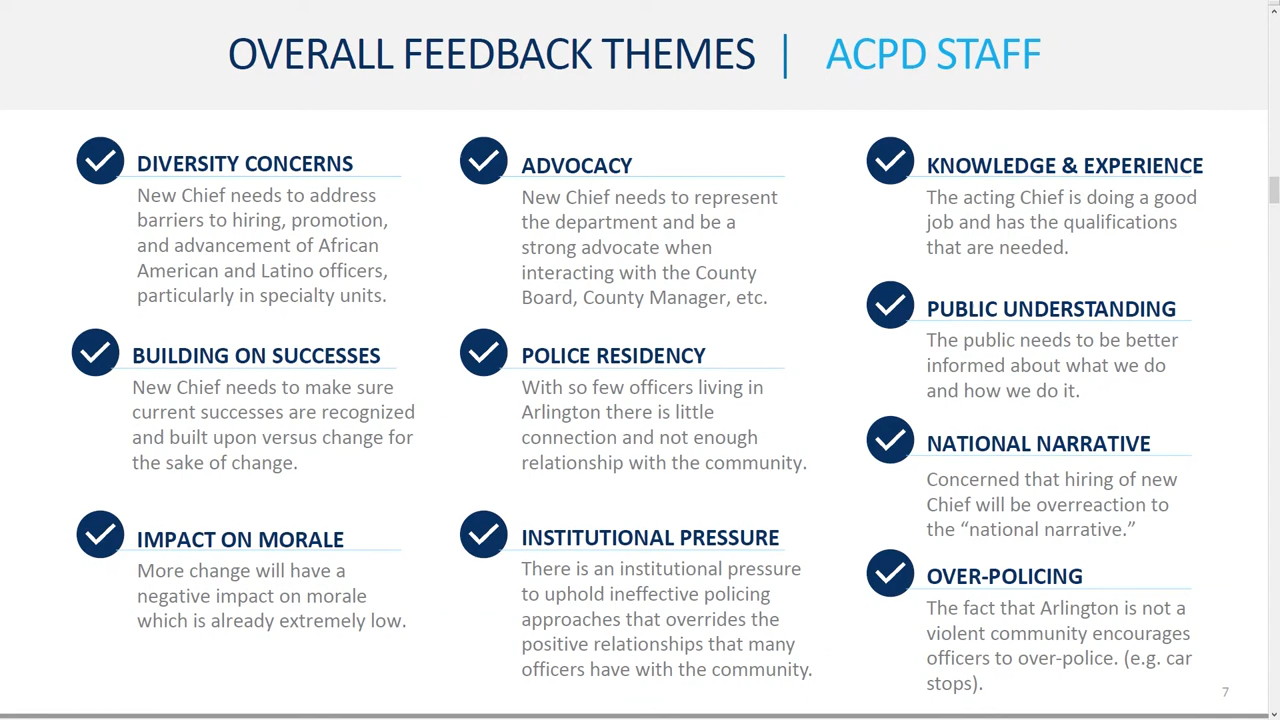 OVERALL FEEDBACK THEMES | ACPD STAFF
DIVERSITY CONCERNS
New Chief needs to address
barriers to hiring, promotion,
and advancement of African
American and Latino officers,
particularly in specialty units.
BUILDING ON SUCCESSES
New Chief needs to make sure
current successes are recognized
and built upon versus change for
the sake of change.
IMPACT ON MORALE
More change will have a
negative impact on morale
which is already extremely low.
ADVOCACY
New Chief needs to represent
the department and be a
strong advocate when
interacting with the County
Board, County Manager, etc.
POLICE RESIDENCY
With so few officers living in
Arlington there is little
connection and not enough
relationship with the community.
INSTITUTIONAL PRESSURE
There is an institutional pressure
to uphold ineffective policing
approaches that overrides the
positive relationships that many
officers have with the community.
KNOWLEDGE & EXPERIENCE
The acting Chief is doing a good
job and has the qualifications
that are needed.
PUBLIC UNDERSTANDING
The public needs to be better
informed about what we do
and how we do it.
NATIONAL NARRATIVE
Concerned that hiring of new
Chief will be overreaction to
the “national narrative.”
OVER-POLICING
The fact that Arlington is not a
violent community encourages
officers to over-police. (e.g. car
stops).
7